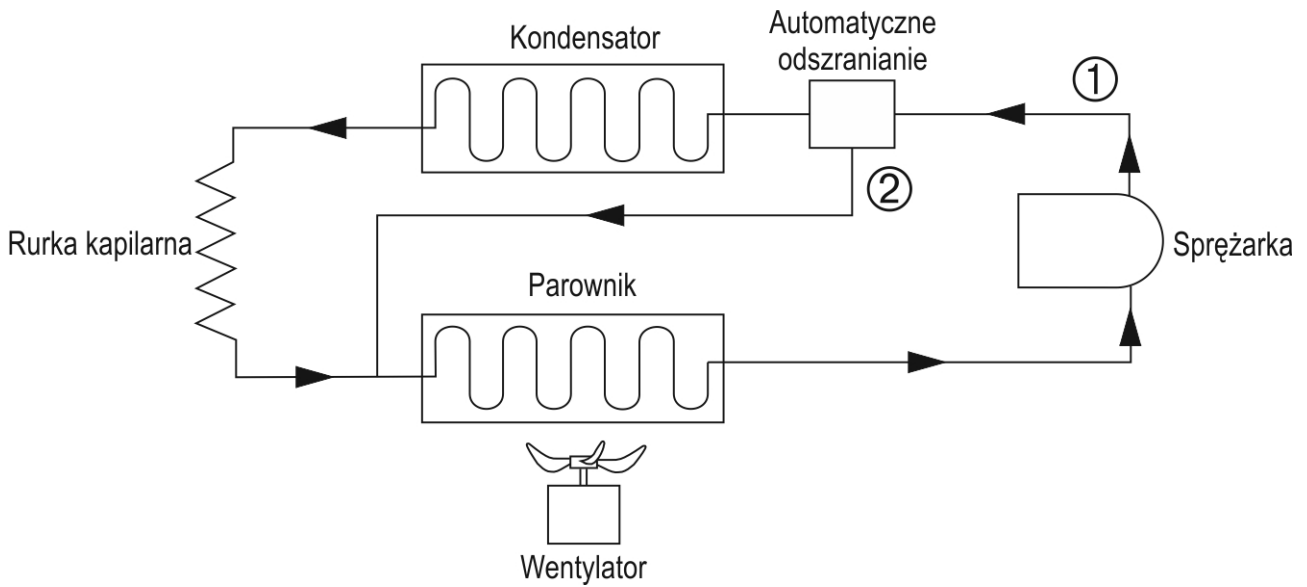 Kondensator
Automatyczne
odszranianie
1
2
Rurka kapilarna
Sprężarka
Parownik
Wentylator